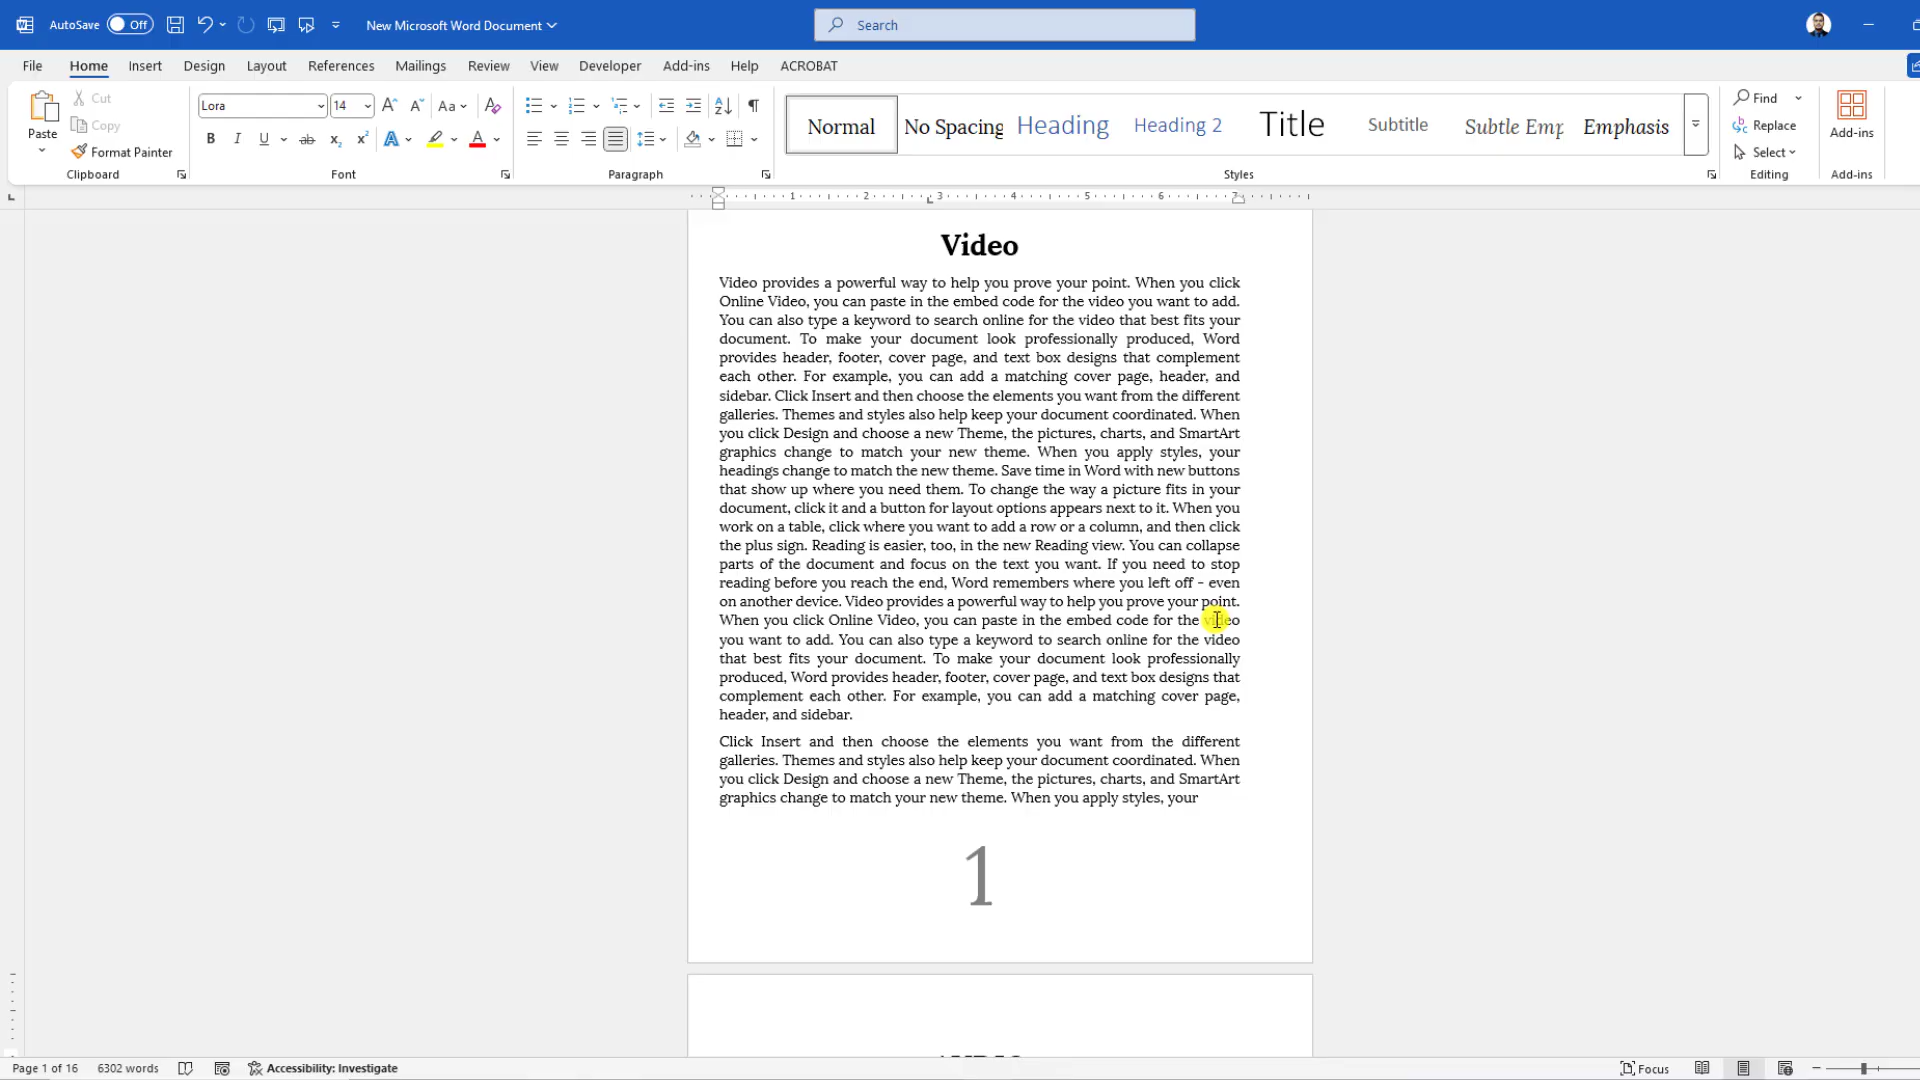 AutoSave Off New Microsoft Word Document Search
File Home Insert Design Layout References Mailings Review View Developer Add-ins Help ACROBAT
Paste Cut Copy Format Painter
Lora 14
Normal No Spacing Heading Heading 2 Title Subtitle Subtle Emp Emphasis
Find Replace Select
Add-ins
Clipboard Font Paragraph Styles Editing Add-ins
1 2 3 4 5 6 7
Video
Video provides a powerful way to help you prove your point. When you click
Online Video, you can paste in the embed code for the video you want to add.
You can also type a keyword to search online for the video that best fits your
document. To make your document look professionally produced, Word
provides header, footer, cover page, and text box designs that complement
each other. For example, you can add a matching cover page, header, and
sidebar. Click Insert and then choose the elements you want from the different
galleries. Themes and styles also help keep your document coordinated. When
you click Design and choose a new Theme, the pictures, charts, and SmartArt
graphics change to match your new theme. When you apply styles, your
headings change to match the new theme. Save time in Word with new buttons
that show up where you need them. To change the way a picture fits in your
document, click it and a button for layout options appears next to it. When you
work on a table, click where you want to add a row or a column, and then click
the plus sign. Reading is easier, too, in the new Reading view. You can collapse
parts of the document and focus on the text you want. If you need to stop
reading before you reach the end, Word remembers where you left off - even
on another device. Video provides a powerful way to help you prove your point.
When you click Online Video, you can paste in the embed code for the video
you want to add. You can also type a keyword to search online for the video
that best fits your document. To make your document look professionally
produced, Word provides header, footer, cover page, and text box designs that
complement each other. For example, you can add a matching cover page,
header, and sidebar.
Click Insert and then choose the elements you want from the different
galleries. Themes and styles also help keep your document coordinated. When
you click Design and choose a new Theme, the pictures, charts, and SmartArt
graphics change to match your new theme. When you apply styles, your
1
Page 1 of 16 6302 words Accessibility: Investigate Focus